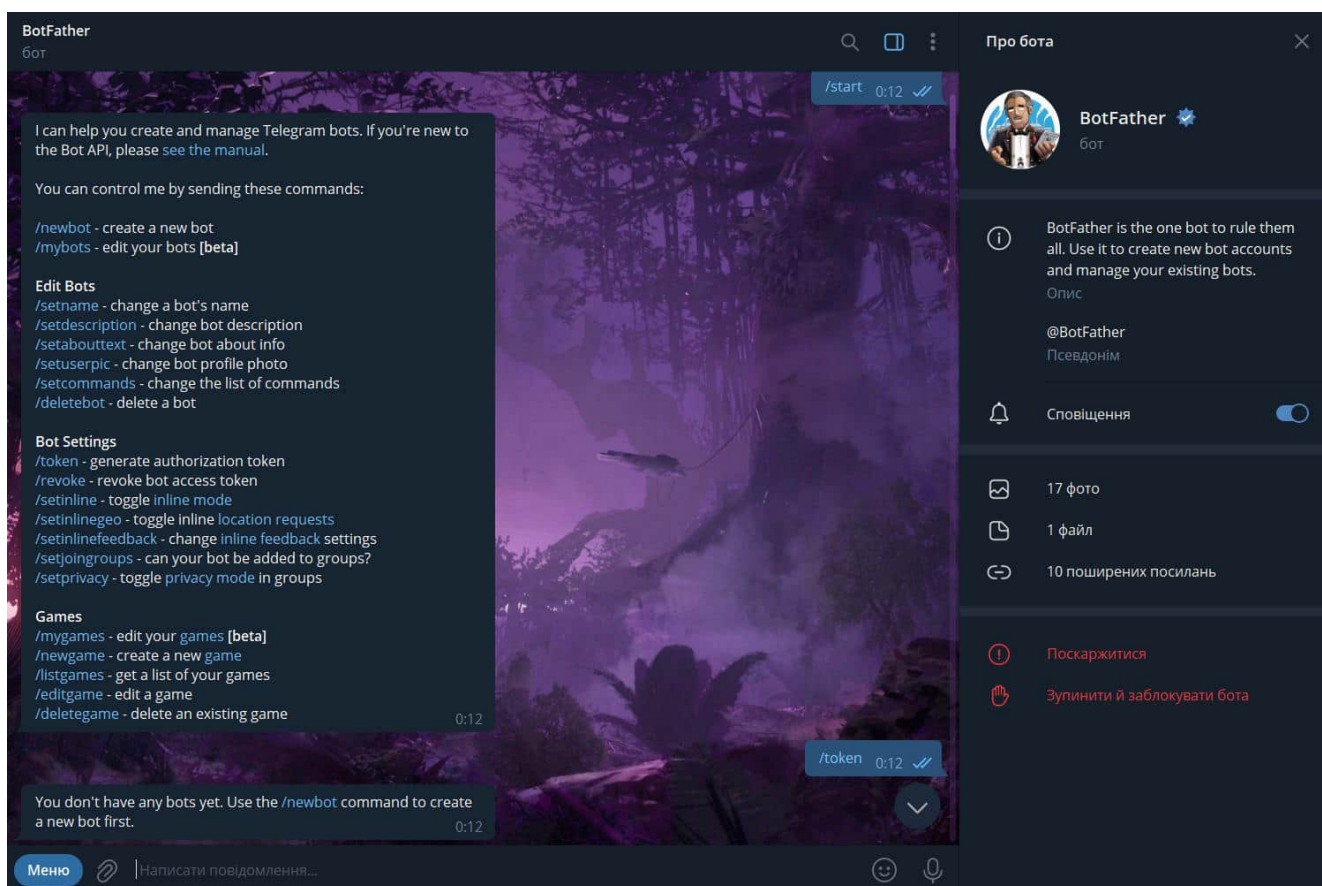 BotFather
бот
/start 0:12
I can help you create and manage Telegram bots. If you're new to
the Bot API, please see the manual.
You can control me by sending these commands:
/newbot - create a new bot
/mybots - edit your bots [beta]
Edit Bots
/setname - change a bot's name
/setdescription - change bot description
/setabouttext - change bot about info
/setuserpic - change bot profile photo
/setcommands - change the list of commands
/deletebot - delete a bot
Bot Settings
/token - generate authorization token
/revoke - revoke bot access token
/setinline - toggle inline mode
/setinlinegeo - toggle inline location requests
/setinlinefeedback - change inline feedback settings
/setjoingroups - can your bot be added to groups?
/setprivacy - toggle privacy mode in groups
Games
/mygames - edit your games [beta]
/newgame - create a new game
/listgames - get a list of your games
/editgame - edit a game
/deletegame - delete an existing game
0:12
/token 0:12
You don't have any bots yet. Use the /newbot command to create
a new bot first.
0:12
Меню
Написати повідомлення...
Про бота
BotFather
бот
BotFather is the one bot to rule them
all. Use it to create new bot accounts
and manage your existing bots.
Опис
@BotFather
Псевдонім
Сповіщення
17 фото
1 файл
10 поширених посилань
Поскаржитися
Зупинити й заблокувати бота